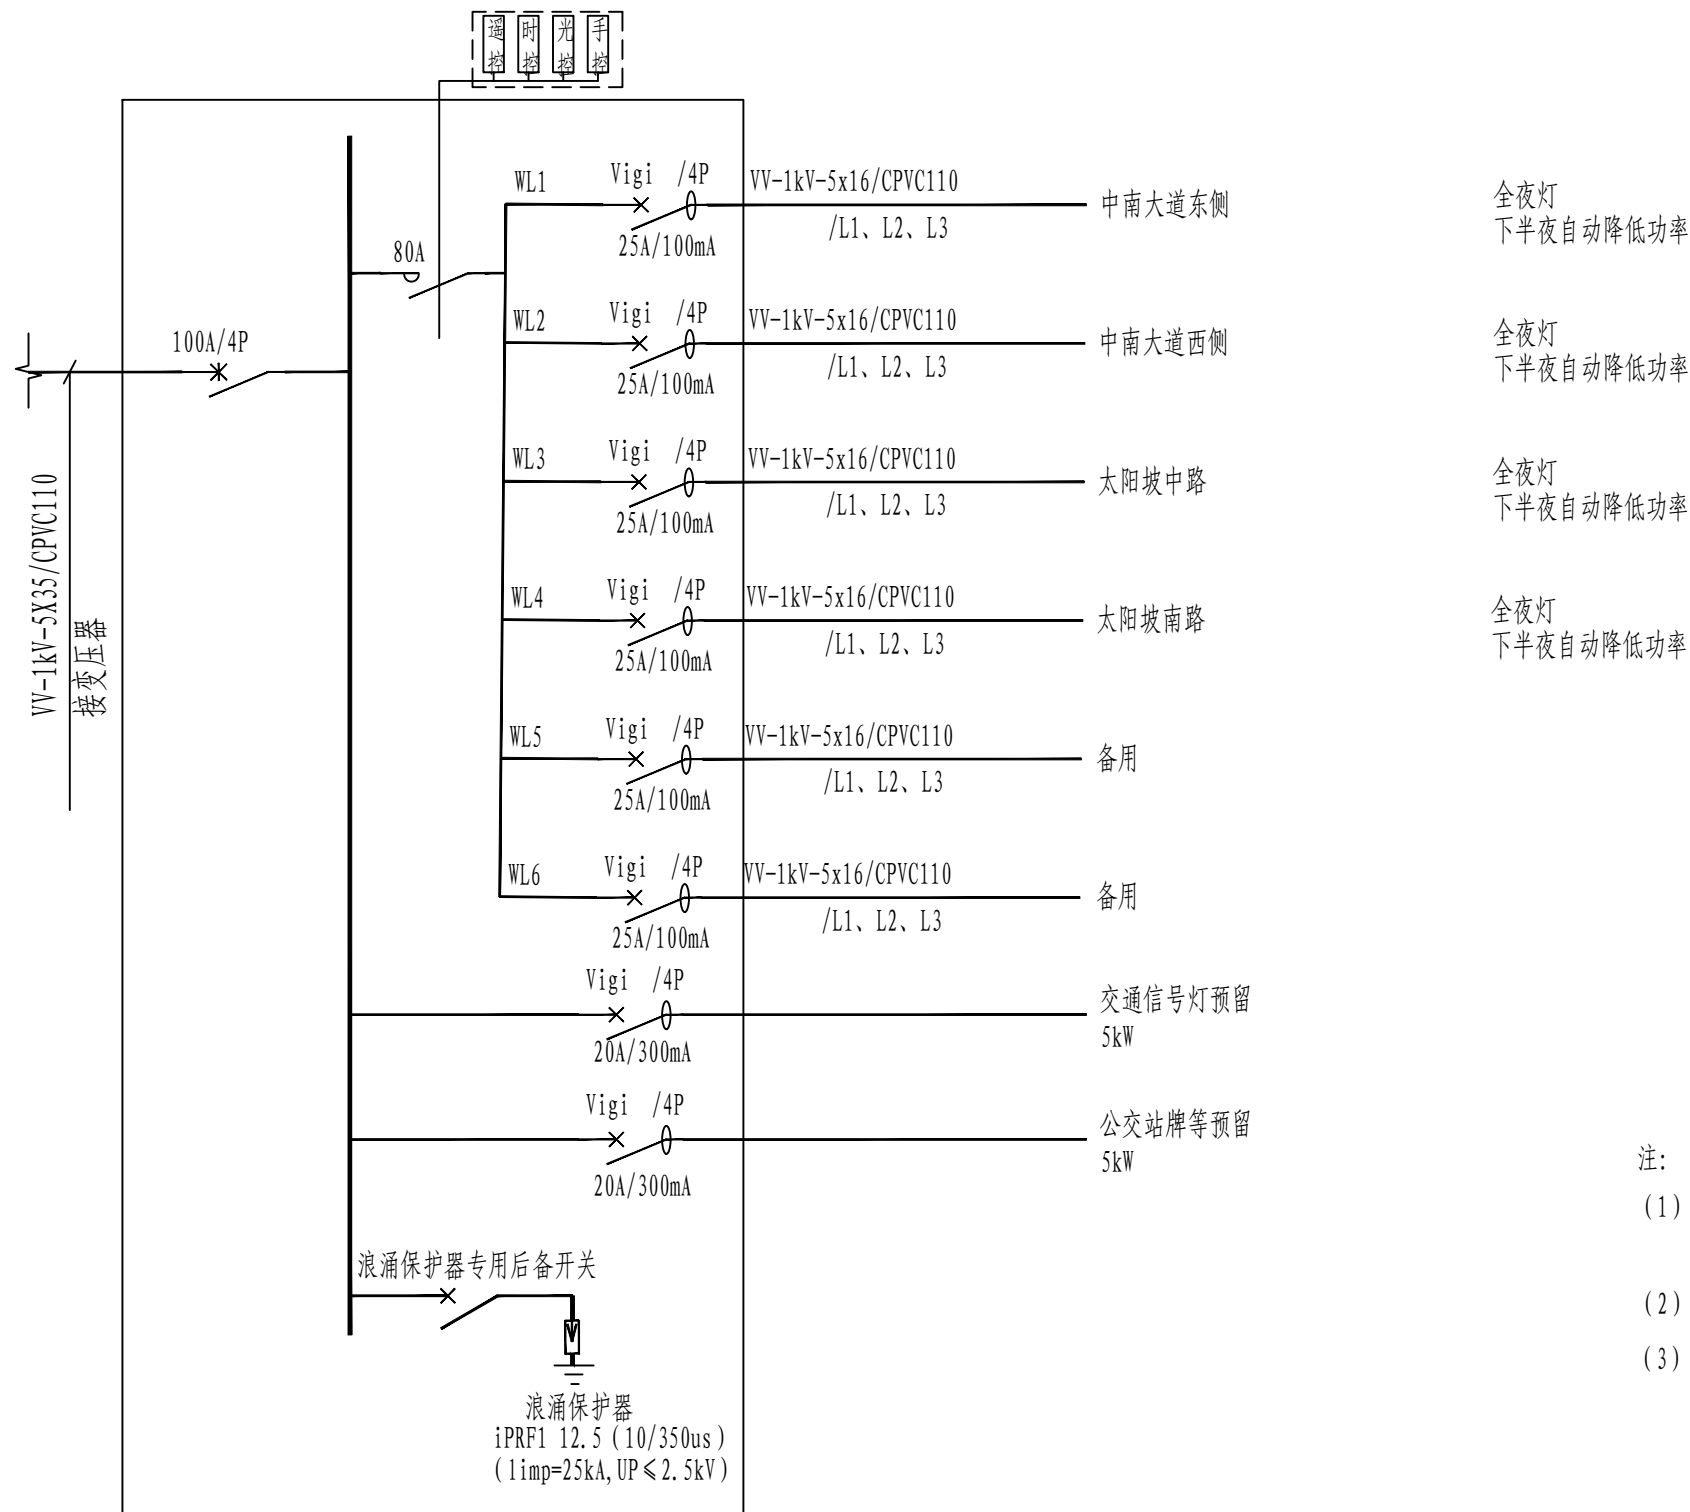 遥控 时控 光控 手控
WL1 Vigi /4P VV-1kV-5x16/CPVC110 中南大道东侧 全夜灯
25A/100mA /L1、L2、L3 下半夜自动降低功率
80A
WL2 Vigi /4P VV-1kV-5x16/CPVC110 中南大道西侧 全夜灯
25A/100mA /L1、L2、L3 下半夜自动降低功率
100A/4P
WL3 Vigi /4P VV-1kV-5x16/CPVC110 太阳坡中路 全夜灯
25A/100mA /L1、L2、L3 下半夜自动降低功率
VV-1kV-5X35/CPVC110
接变压器
WL4 Vigi /4P VV-1kV-5x16/CPVC110 太阳坡南路 全夜灯
25A/100mA /L1、L2、L3 下半夜自动降低功率
WL5 Vigi /4P VV-1kV-5x16/CPVC110 备用
25A/100mA /L1、L2、L3
WL6 Vigi /4P VV-1kV-5x16/CPVC110 备用
25A/100mA /L1、L2、L3
Vigi /4P 交通信号灯预留
20A/300mA 5kW
Vigi /4P 公交站牌等预留
20A/300mA 5kW
注:
(1)
(2)
(3)
浪涌保护器专用后备开关
浪涌保护器
iPRF1 12.5(10/350us)
(limp=25kA,UP≤2.5kV)